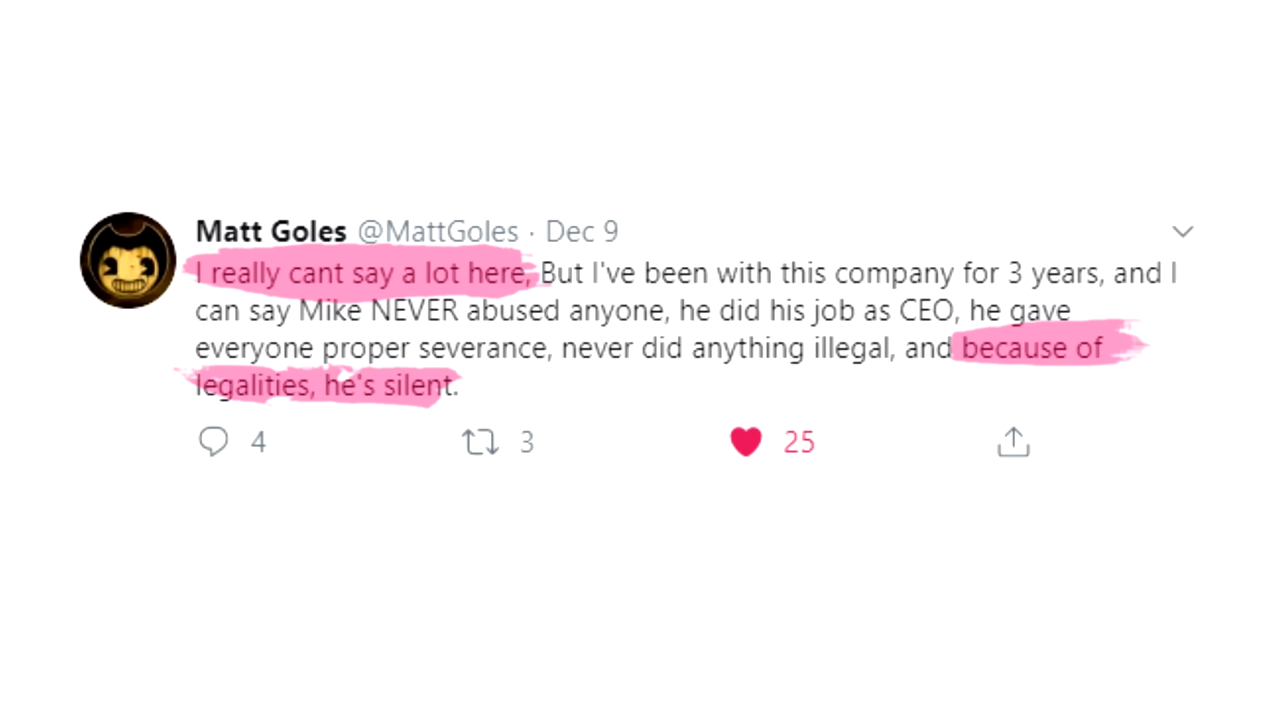 Matt Goles @MattGoles · Dec 9
I really cant say a lot here, But I've been with this company for 3 years, and I
can say Mike NEVER abused anyone, he did his job as CEO, he gave
everyone proper severance, never did anything illegal, and because of
legalities, he's silent.
4 3 25